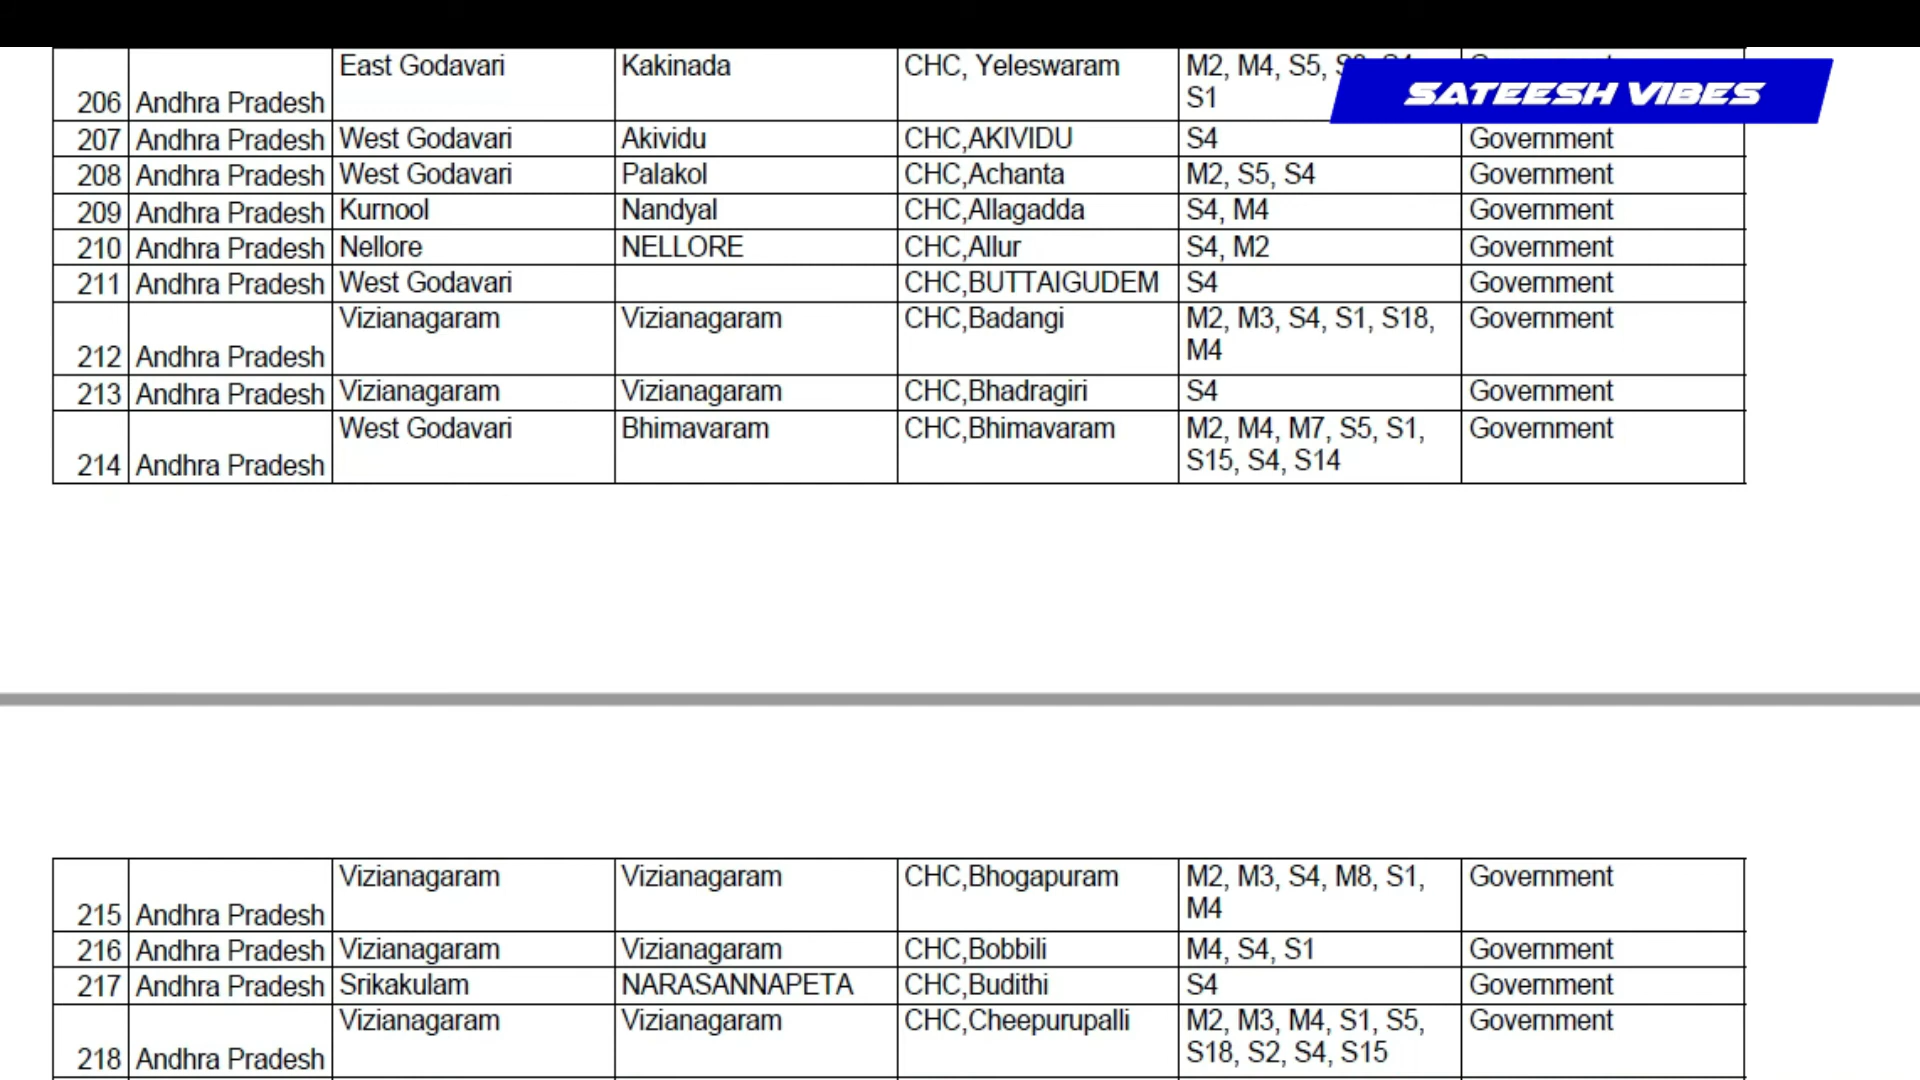 East Godavari Kakinada CHC, Yeleswaram M2, M4, S5,
206 Andhra Pradesh S1
SATEESH VIBES
207 Andhra Pradesh West Godavari Akividu CHC,AKIVIDU S4 Government
208 Andhra Pradesh West Godavari Palakol CHC,Achanta M2, S5, S4 Government
209 Andhra Pradesh Kurnool Nandyal CHC,Allagadda S4, M4 Government
210 Andhra Pradesh Nellore NELLORE CHC,Allur S4, M2 Government
211 Andhra Pradesh West Godavari CHC,BUTTAIGUDEM S4 Government
Vizianagaram Vizianagaram CHC,Badangi M2, M3, S4, S1, S18, Government
212 Andhra Pradesh M4
213 Andhra Pradesh Vizianagaram Vizianagaram CHC,Bhadragiri S4 Government
West Godavari Bhimavaram CHC,Bhimavaram M2, M4, M7, S5, S1, Government
214 Andhra Pradesh S15, S4, S14
Vizianagaram Vizianagaram CHC,Bhogapuram M2, M3, S4, M8, S1, Government
215 Andhra Pradesh M4
216 Andhra Pradesh Vizianagaram Vizianagaram CHC,Bobbili M4, S4, S1 Government
217 Andhra Pradesh Srikakulam NARASANNAPETA CHC,Budithi S4 Government
Vizianagaram Vizianagaram CHC,Cheepurupalli M2, M3, M4, S1, S5, Government
218 Andhra Pradesh S18, S2, S4, S15